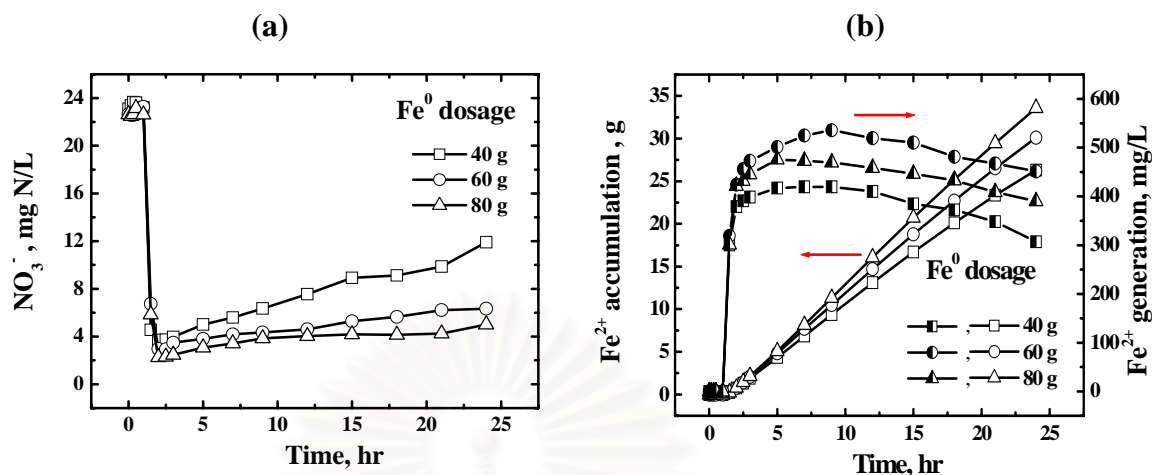 (a)
(b)
NO₃⁻, mg N/L
24
20
16
12
8
4
0
Fe⁰ dosage
40 g
60 g
80 g
0
5
10
15
20
25
Time, hr
Fe²⁺ accumulation , g
35
30
25
20
15
10
5
0
Fe²⁺ generation, mg/L
600
500
400
300
200
100
0
Fe⁰ dosage
, 40 g
, 60 g
, 80 g
0
5
10
15
20
25
Time, hr